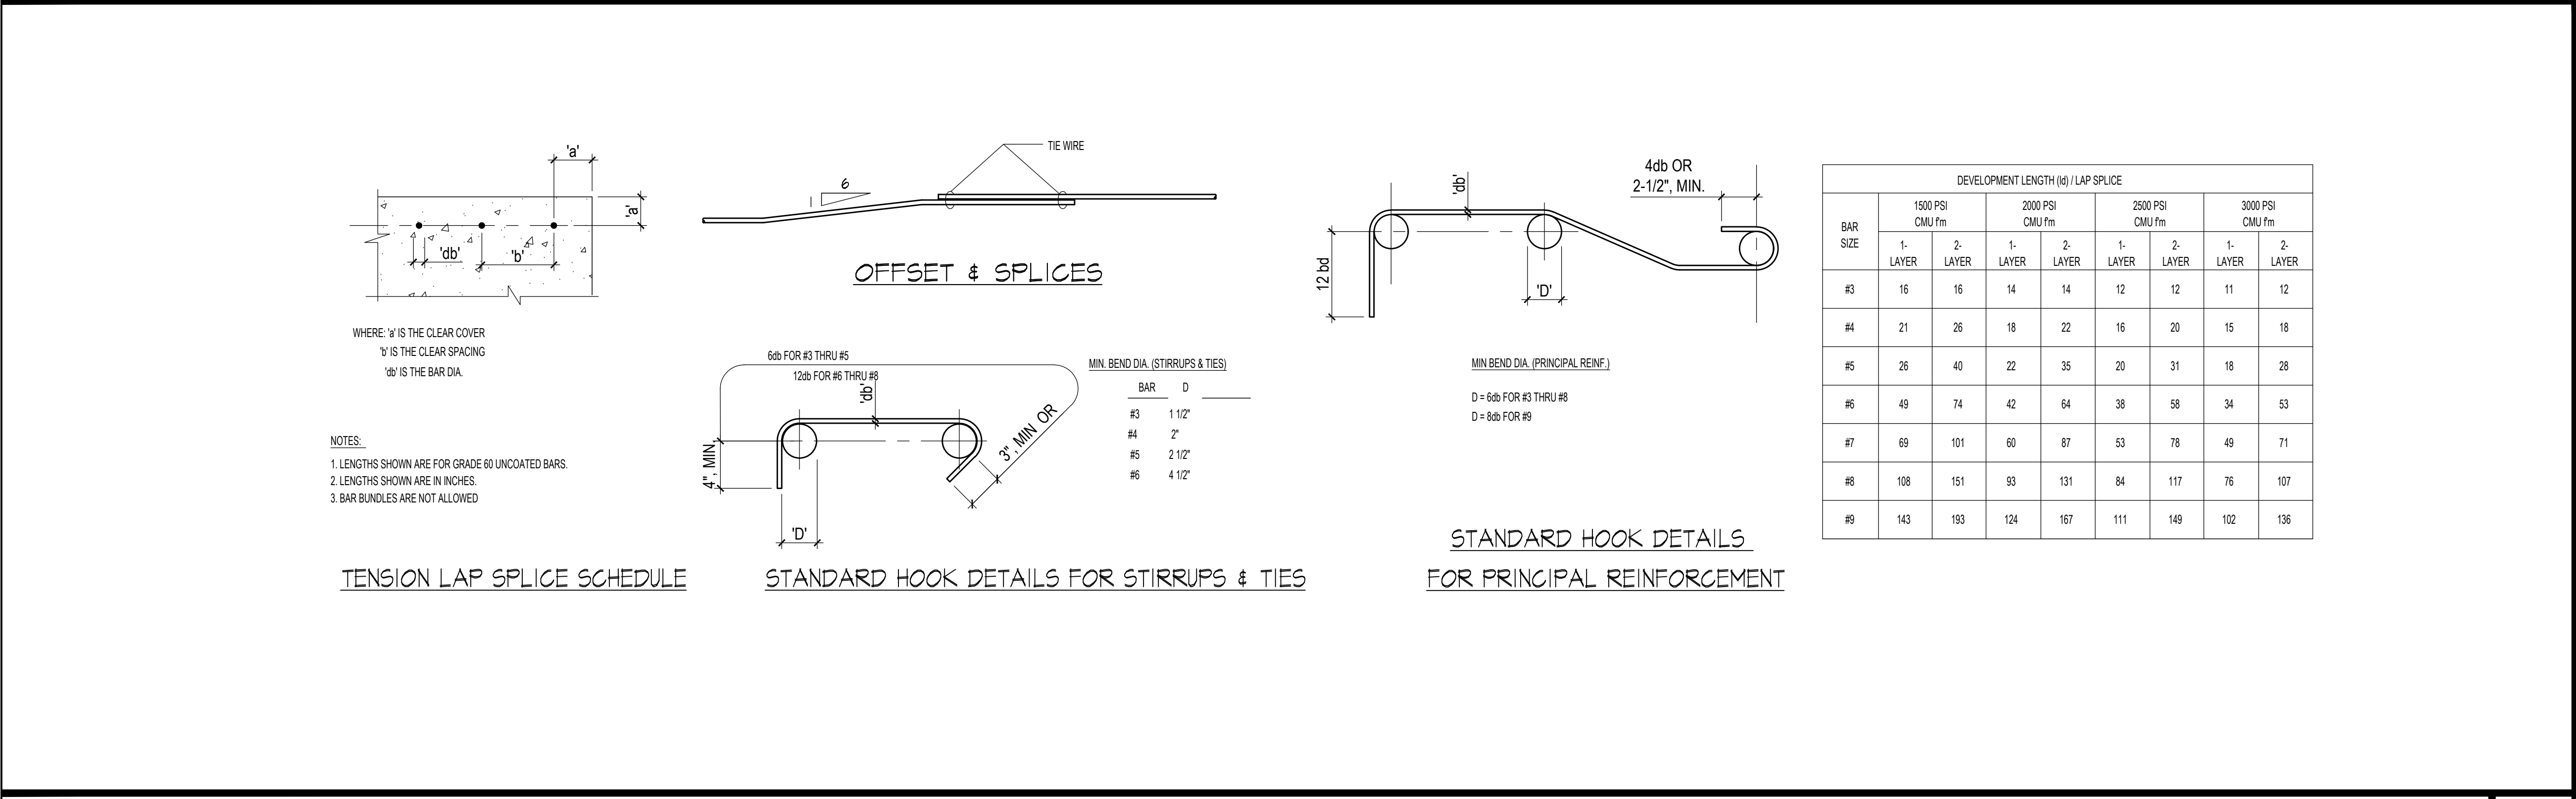 'a'
'a'
'db'
'b'
WHERE: 'a' IS THE CLEAR COVER
'b' IS THE CLEAR SPACING
'db' IS THE BAR DIA.
NOTES:
1. LENGTHS SHOWN ARE FOR GRADE 60 UNCOATED BARS.
2. LENGTHS SHOWN ARE IN INCHES.
3. BAR BUNDLES ARE NOT ALLOWED
TENSION LAP SPLICE SCHEDULE
TIE WIRE
6
1
OFFSET & SPLICES
6db FOR #3 THRU #5
12db FOR #6 THRU #8
'db'
4", MIN.
3", MIN OR
'D'
MIN. BEND DIA. (STIRRUPS & TIES)
BAR D
#3 1 1/2"
#4 2"
#5 2 1/2"
#6 4 1/2"
STANDARD HOOK DETAILS FOR STIRRUPS & TIES
'db'
4db OR
2-1/2", MIN.
12 bd
'D'
MIN BEND DIA. (PRINCIPAL REINF.)
D = 6db FOR #3 THRU #8
D = 8db FOR #9
STANDARD HOOK DETAILS
FOR PRINCIPAL REINFORCEMENT
DEVELOPMENT LENGTH (ld) / LAP SPLICE
BAR SIZE
1500 PSI 2000 PSI 2500 PSI 3000 PSI
CMU f'm CMU f'm CMU f'm CMU f'm
1- 2- 1- 2- 1- 2- 1- 2-
LAYER LAYER LAYER LAYER LAYER LAYER LAYER LAYER
#3 16 16 14 14 12 12 11 12
#4 21 26 18 22 16 20 15 18
#5 26 40 22 35 20 31 18 28
#6 49 74 42 64 38 58 34 53
#7 69 101 60 87 53 78 49 71
#8 108 151 93 131 84 117 76 107
#9 143 193 124 167 111 149 102 136